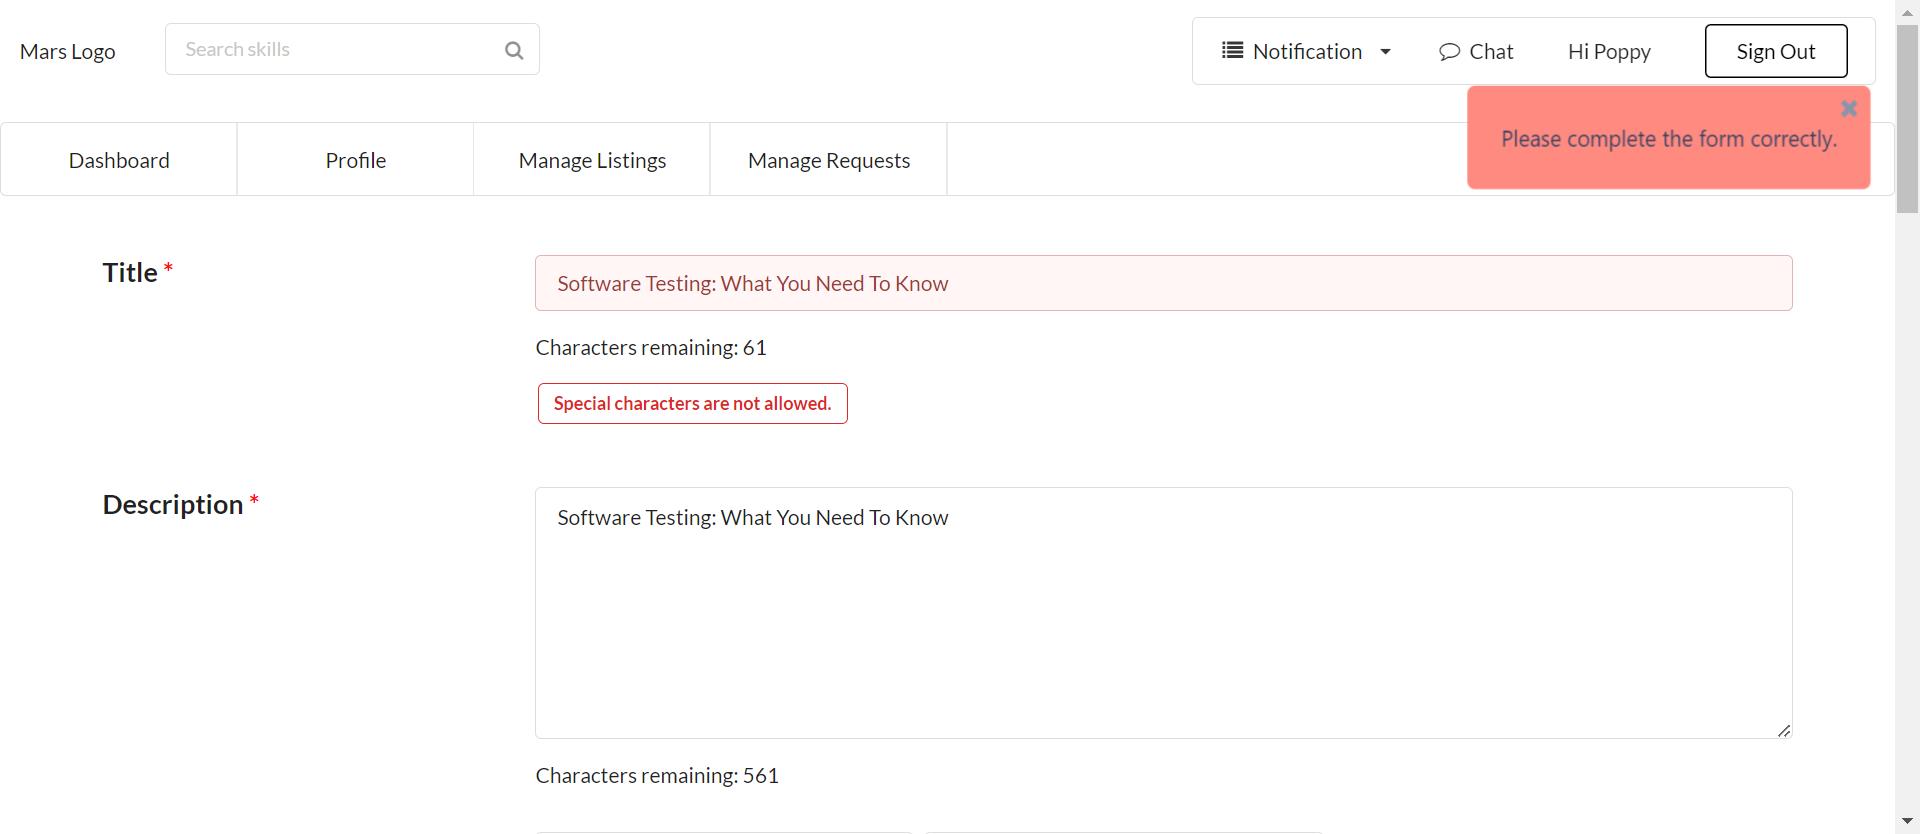 Mars Logo
Search skills
Notification
Chat
Hi Poppy
Sign Out
Please complete the form correctly.
Dashboard
Profile
Manage Listings
Manage Requests
Title *
Software Testing: What You Need To Know
Characters remaining: 61
Special characters are not allowed.
Description *
Software Testing: What You Need To Know
Characters remaining: 561